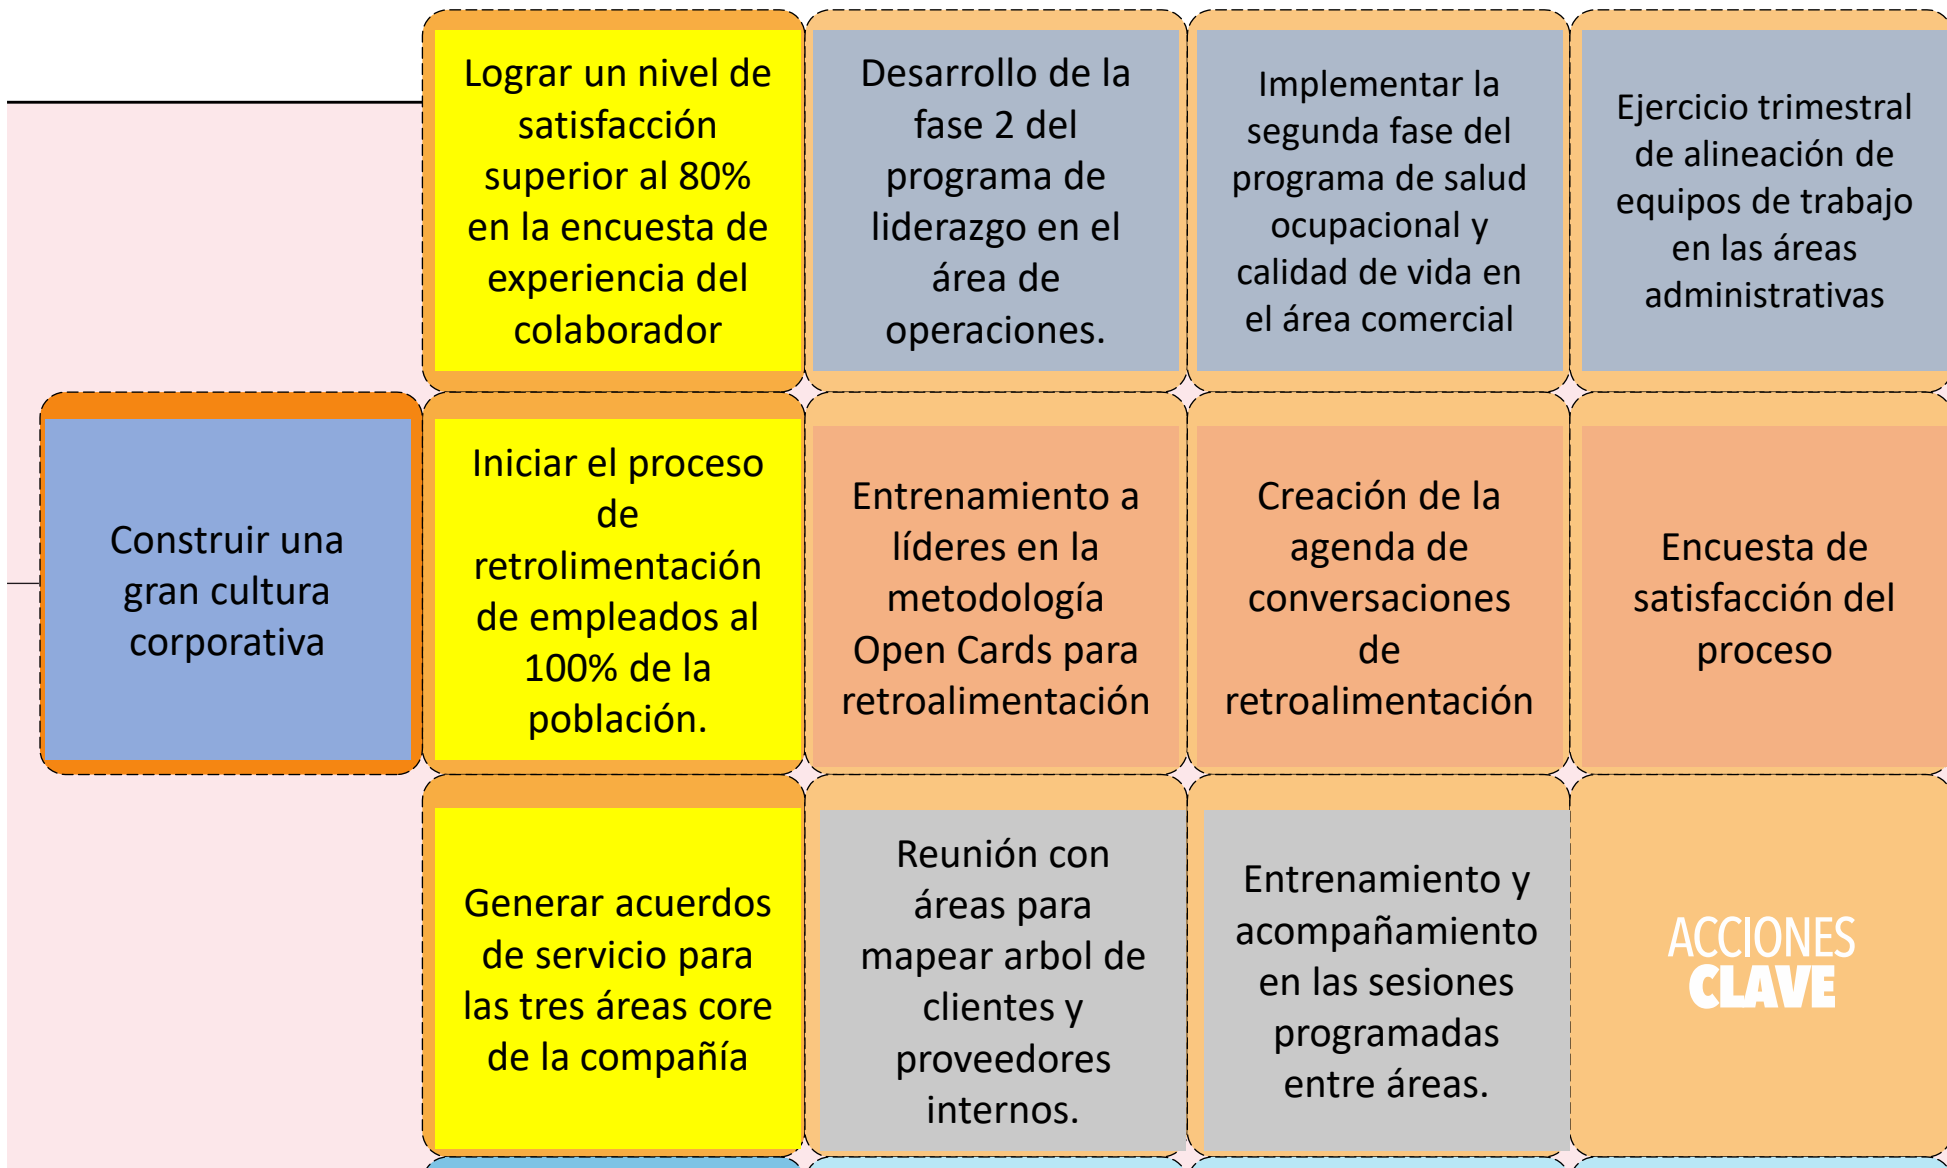 Lograr un nivel de
satisfacción
superior al 80%
en la encuesta de
experiencia del
colaborador
Desarrollo de la
fase 2 del
programa de
liderazgo en el
área de
operaciones.
Implementar la
segunda fase del
programa de salud
ocupacional y
calidad de vida en
el área comercial
Ejercicio trimestral
de alineación de
equipos de trabajo
en las áreas
administrativas
Construir una
gran cultura
corporativa
Iniciar el proceso
de
retrolimentación
de empleados al
100% de la
población.
Entrenamiento a
líderes en la
metodología
Open Cards para
retroalimentación
Creación de la
agenda de
conversaciones
de
retroalimentación
Encuesta de
satisfacción del
proceso
Generar acuerdos
de servicio para
las tres áreas core
de la compañía
Reunión con
áreas para
mapear arbol de
clientes y
proveedores
internos.
Entrenamiento y
acompañamiento
en las sesiones
programadas
entre áreas.
ACCIONES
CLAVE